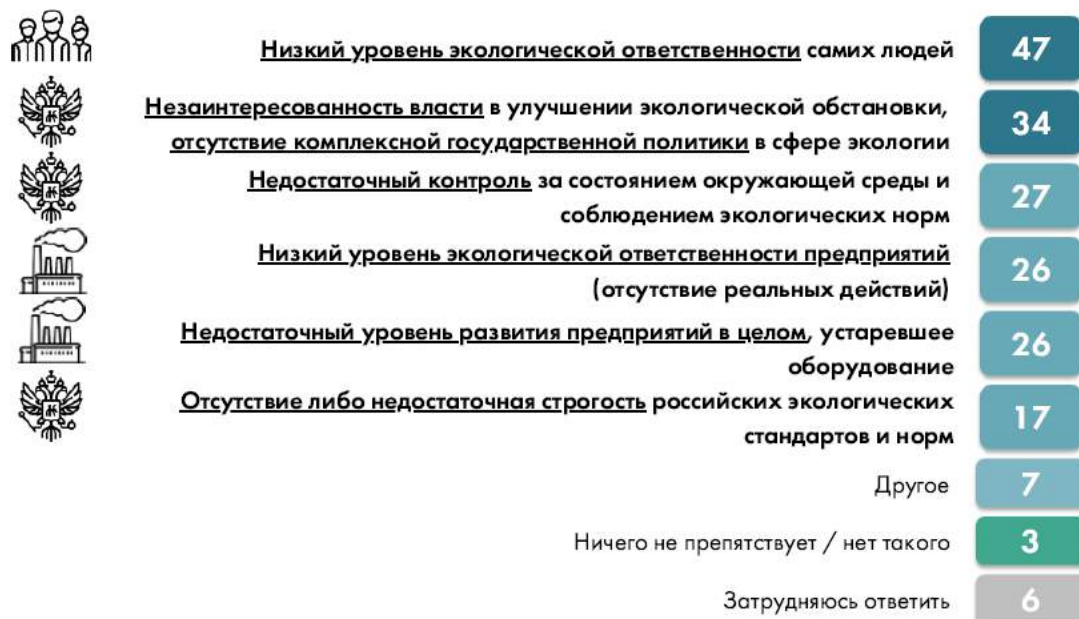 Низкий уровень экологической ответственности самих людей 47
Незаинтересованность власти в улучшении экологической обстановки,
отсутствие комплексной государственной политики в сфере экологии 34
Недостаточный контроль за состоянием окружающей среды и
соблюдением экологических норм 27
Низкий уровень экологической ответственности предприятий
(отсутствие реальных действий) 26
Недостаточный уровень развития предприятий в целом, устаревшее
оборудование 26
Отсутствие либо недостаточная строгость российских экологических
стандартов и норм 17
Другое 7
Ничего не препятствует / нет такого 3
Затрудняюсь ответить 6